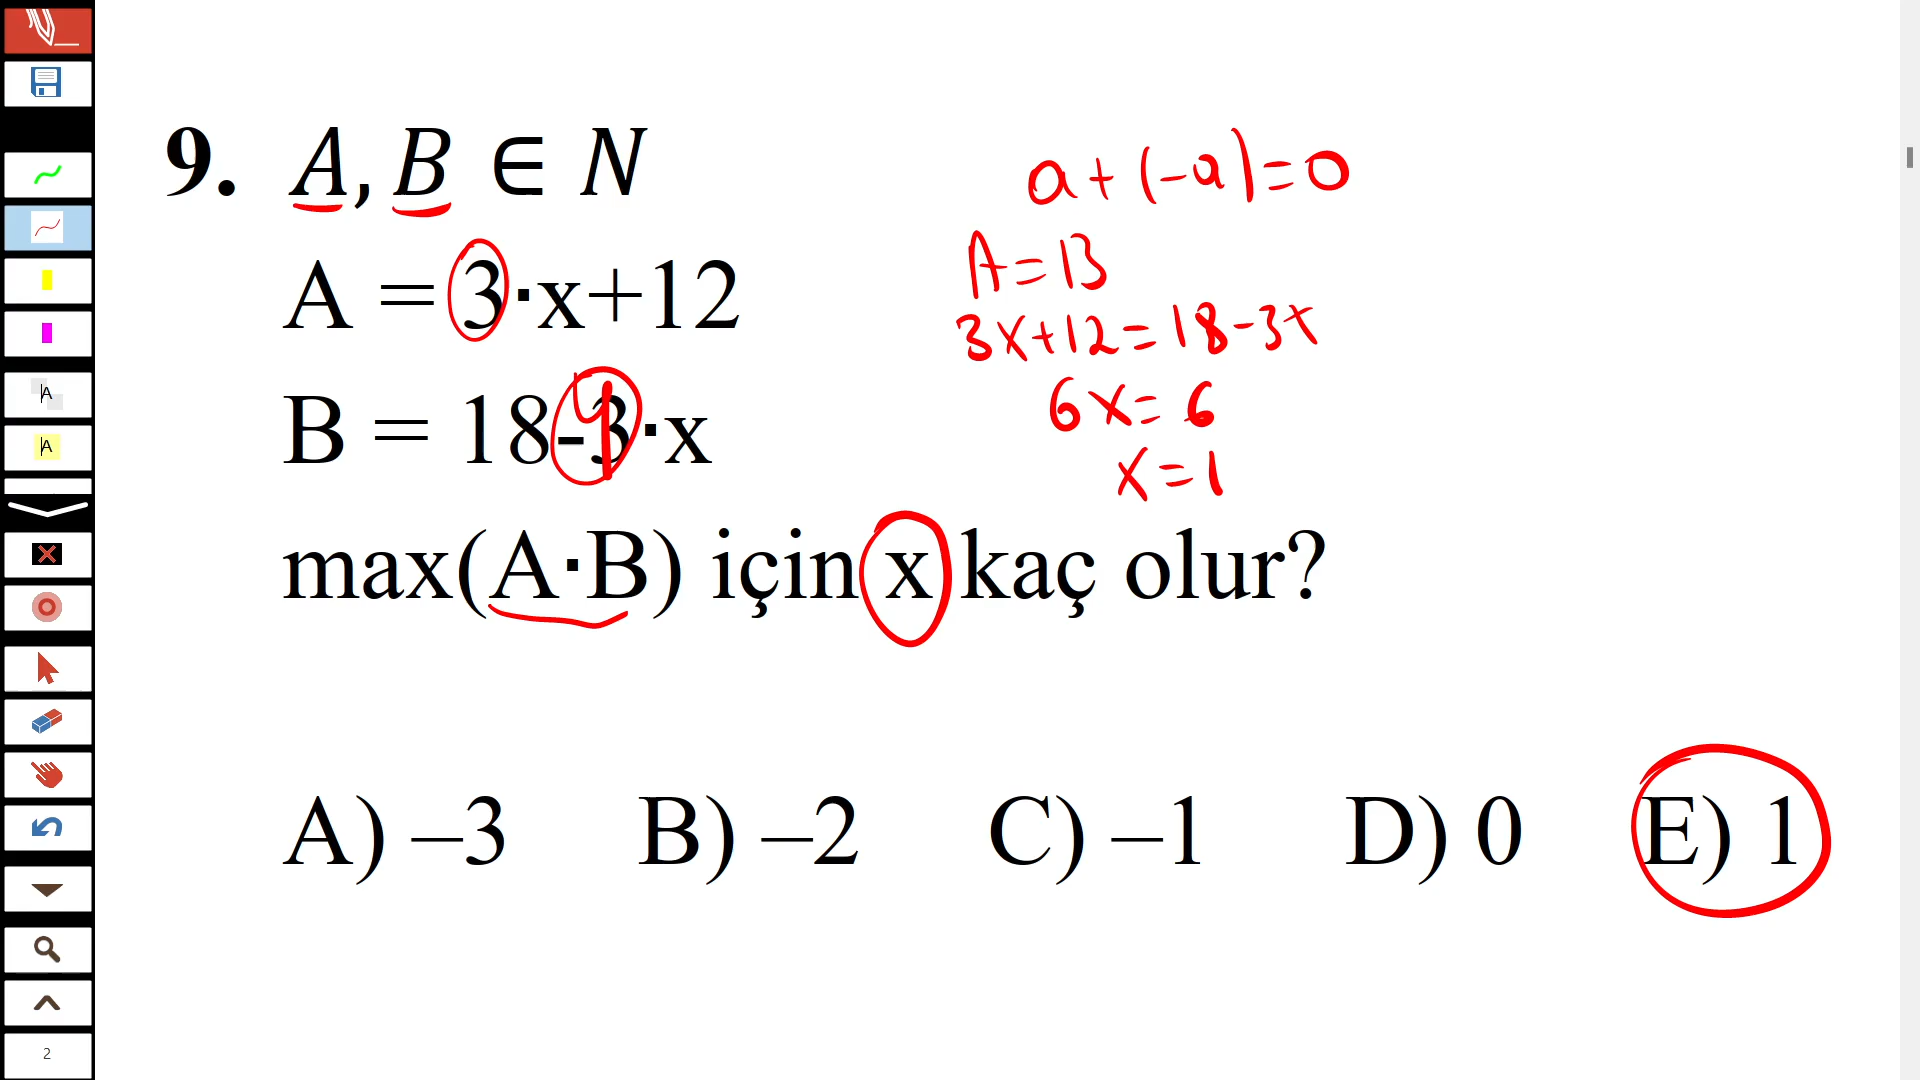 9. A, B ∈ N
a+(-a)=0
A = 3·x+12
A=B
3x+12=18-3x
B = 18-3·x
6x=6
x=1
max(A·B) için x kaç olur?
A) –3 B) –2 C) –1 D) 0 E) 1
2